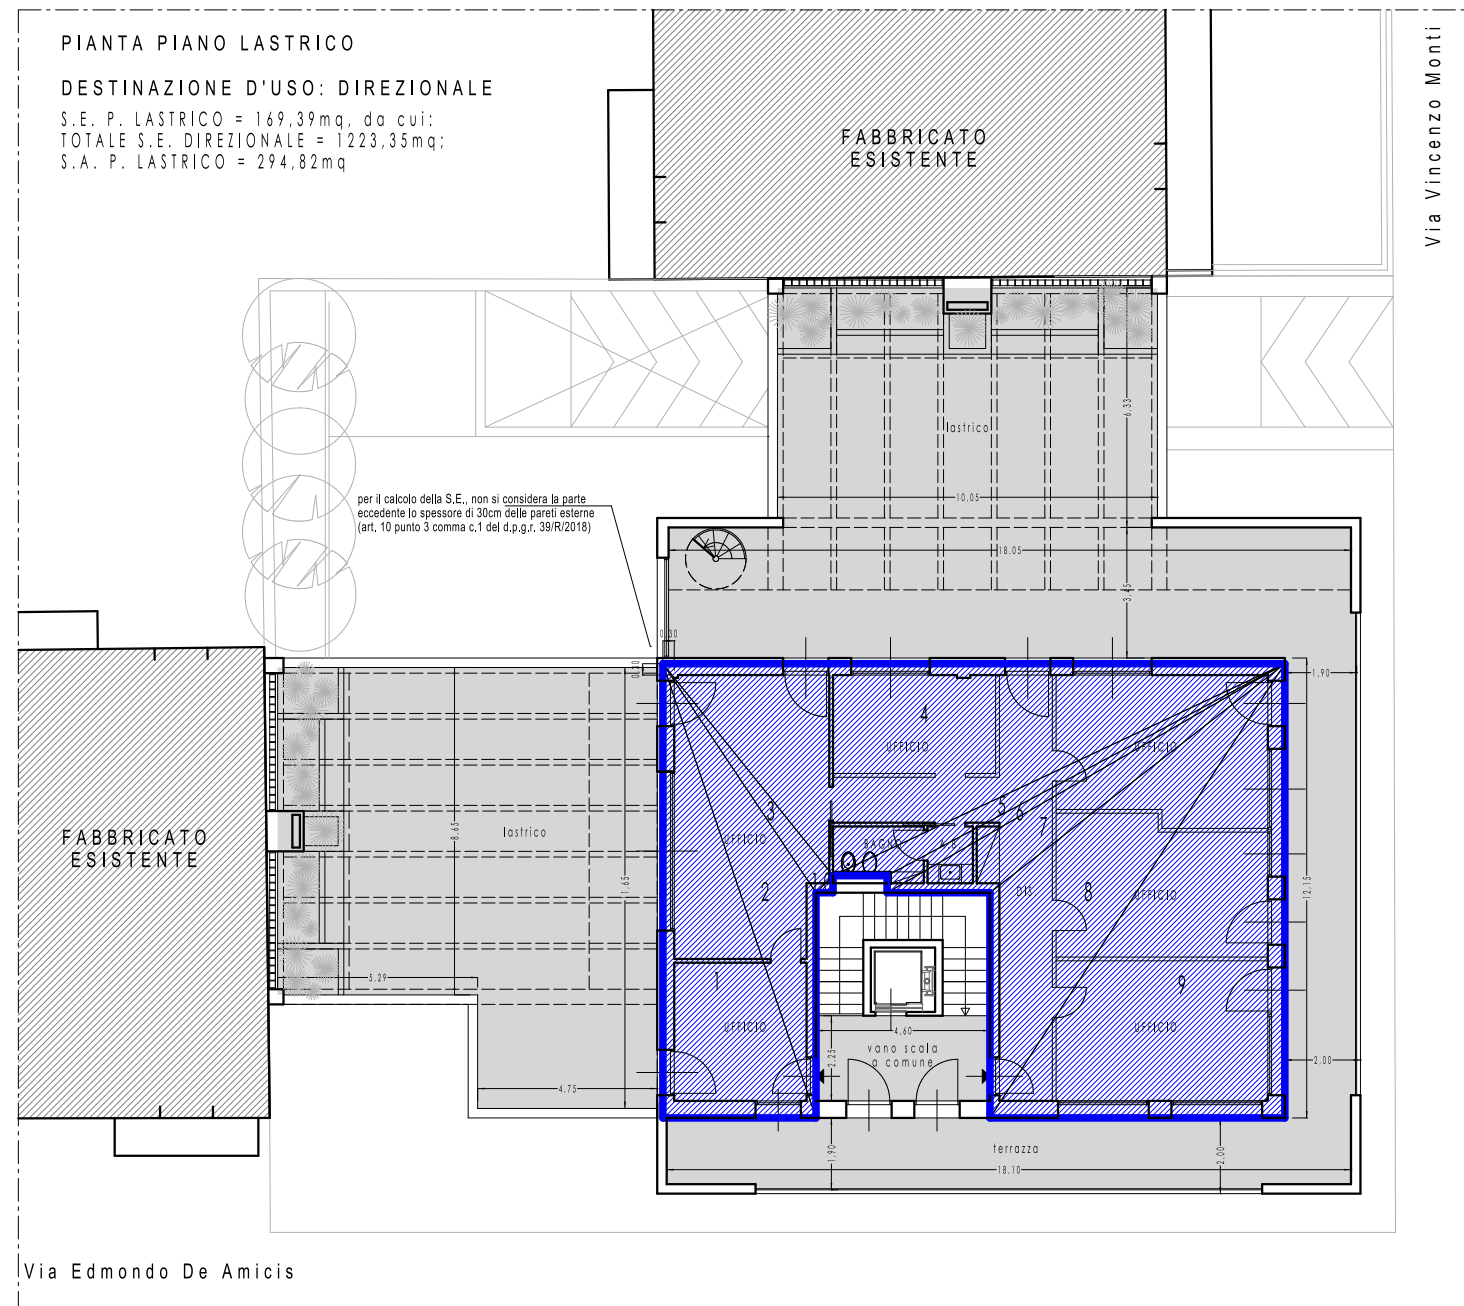 PIANTA PIANO LASTRICO
DESTINAZIONE D'USO: DIREZIONALE
S.E. P. LASTRICO = 169,39mq, da cui:
TOTALE S.E. DIREZIONALE = 1223,35mq;
S.A. P. LASTRICO = 294,82mq
Via Vincenzo Monti
FABBRICATO
ESISTENTE
6,33
lastrico
10,05
per il calcolo della S.E., non si considera la parte
eccedente lo spessore di 30cm delle pareti esterne
(art. 10 punto 3 comma c.1 del d.p.g.r. 39/R/2018)
18,05
3,45
0,30
0,30
1,90
4
UFFICIO
UFFICIO
3
5
6
7
FABBRICATO
ESISTENTE
8,65
lastrico
UFFICIO
BAGNO
2
1,65
DIS
8
UFFICIO
12,15
5,29
1
9
UFFICIO
4,60
UFFICIO
vano scala
a comune
2,25
2,00
4,75
1,90
terrazza
2,00
18,10
Via Edmondo De Amicis